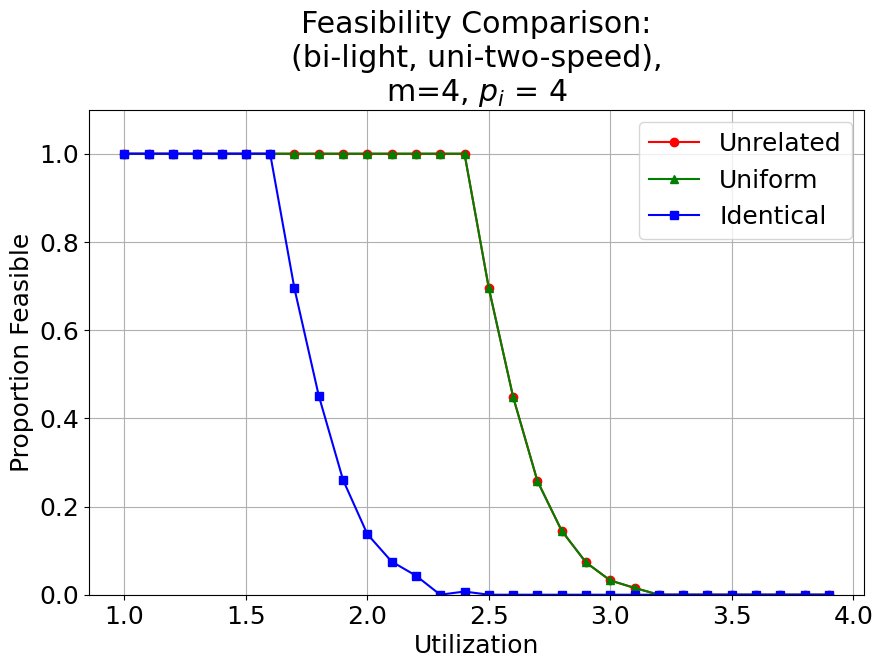 Feasibility Comparison:
(bi-light, uni-two-speed),
m=4, $p_i$ = 4
Unrelated
Uniform
Identical
Proportion Feasible
1.0
0.8
0.6
0.4
0.2
0.0
1.0 1.5 2.0 2.5 3.0 3.5 4.0
Utilization